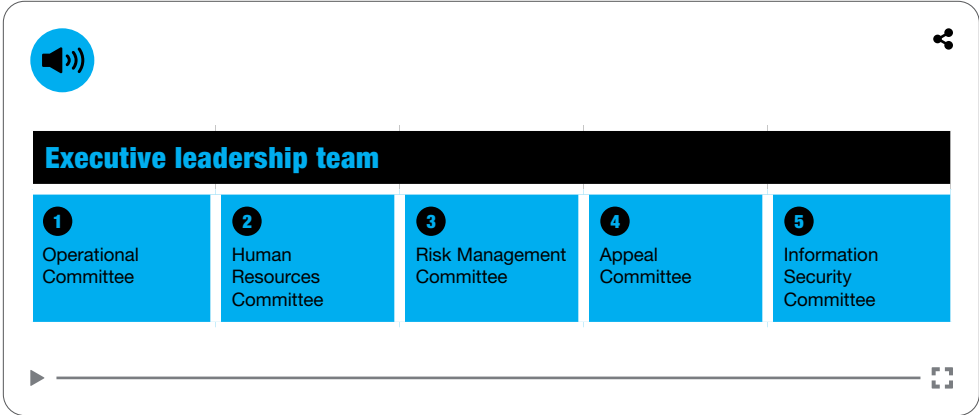 Executive leadership team
1
Operational
Committee
2
Human
Resources
Committee
3
Risk Management
Committee
4
Appeal
Committee
5
Information
Security
Committee